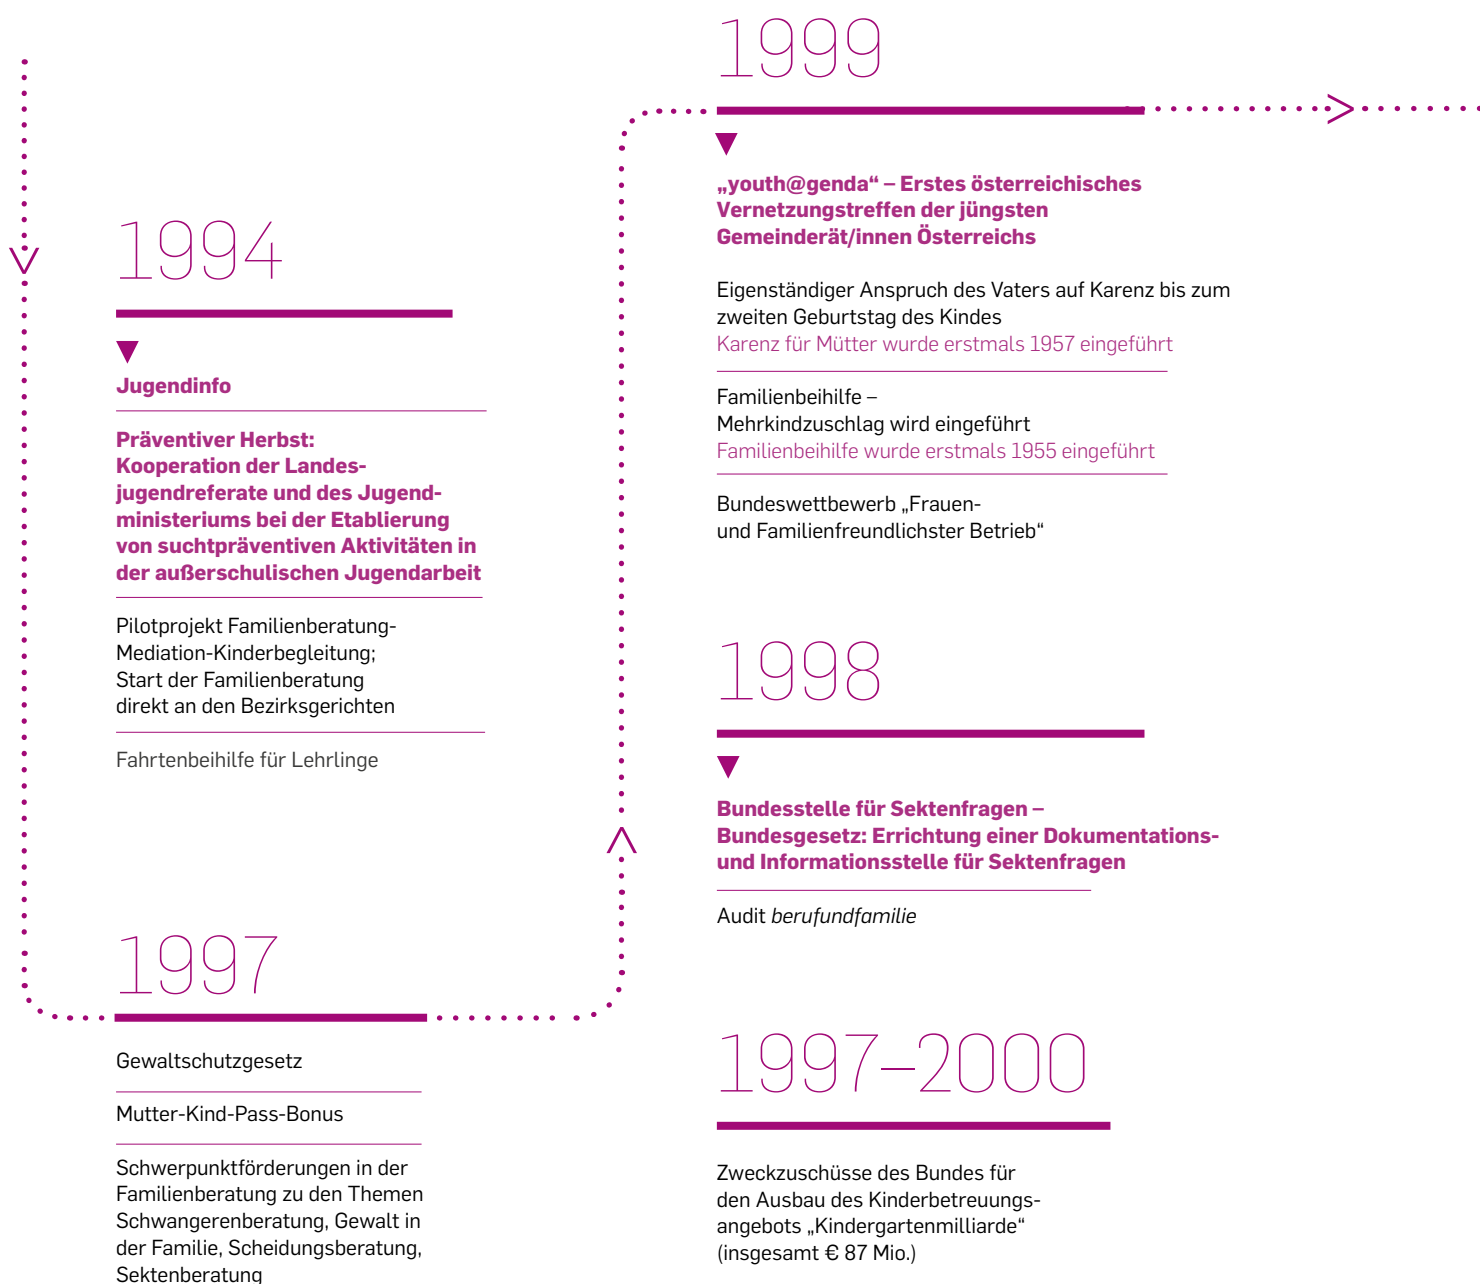 1994
Jugendinfo
Präventiver Herbst:
Kooperation der Landes-
jugendreferate und des Jugend-
ministeriums bei der Etablierung
von suchtpräventiven Aktivitäten in
der außerschulischen Jugendarbeit
Pilotprojekt Familienberatung-
Mediation-Kinderbegleitung;
Start der Familienberatung
direkt an den Bezirksgerichten
Fahrtenbeihilfe für Lehrlinge
1997
Gewaltschutzgesetz
Mutter-Kind-Pass-Bonus
Schwerpunktförderungen in der
Familienberatung zu den Themen
Schwangerenberatung, Gewalt in
der Familie, Scheidungsberatung,
Sektenberatung
1999
„youth@genda“ – Erstes österreichisches
Vernetzungstreffen der jüngsten
Gemeinderät/innen Österreichs
Eigenständiger Anspruch des Vaters auf Karenz bis zum
zweiten Geburtstag des Kindes
Karenz für Mütter wurde erstmals 1957 eingeführt
Familienbeihilfe –
Mehrkindzuschlag wird eingeführt
Familienbeihilfe wurde erstmals 1955 eingeführt
Bundeswettbewerb „Frauen-
und Familienfreundlichster Betrieb“
1998
Bundesstelle für Sektenfragen –
Bundesgesetz: Errichtung einer Dokumentations-
und Informationsstelle für Sektenfragen
Audit berufundfamilie
1997–2000
Zweckzuschüsse des Bundes für
den Ausbau des Kinderbetreuungs-
angebots „Kindergartenmilliarde“
(insgesamt € 87 Mio.)